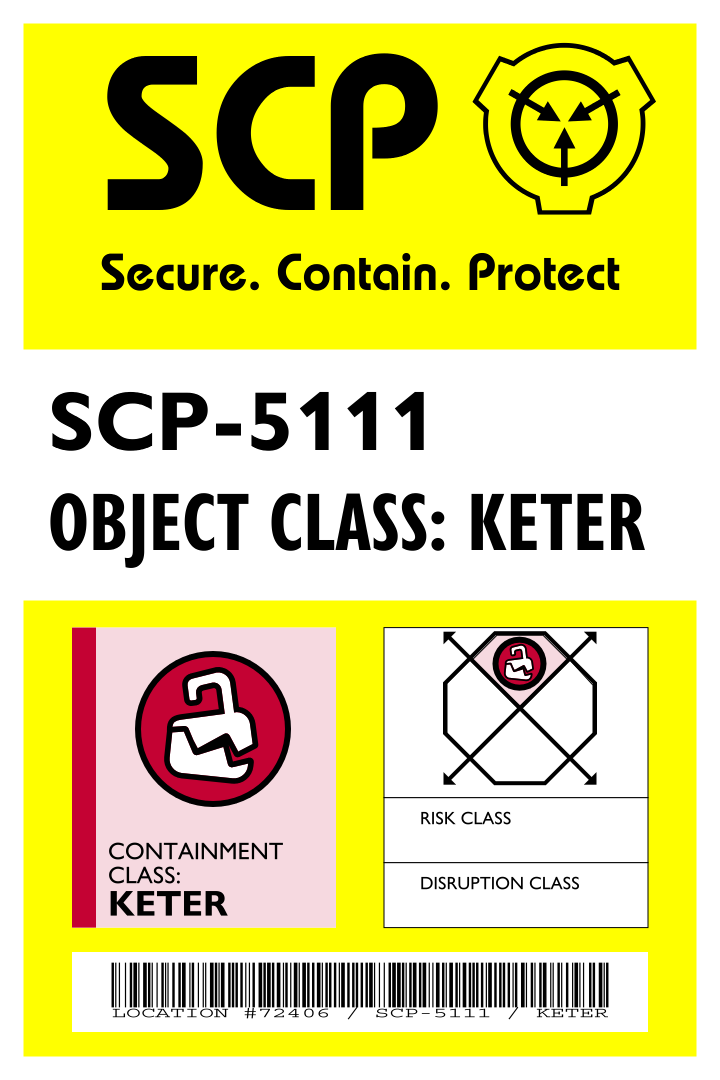 SCP
Secure. Contain. Protect
SCP-5111
OBJECT CLASS: KETER
CONTAINMENT
CLASS:
KETER
RISK CLASS
DISRUPTION CLASS
LOCATION #72406 / SCP-5111 / KETER